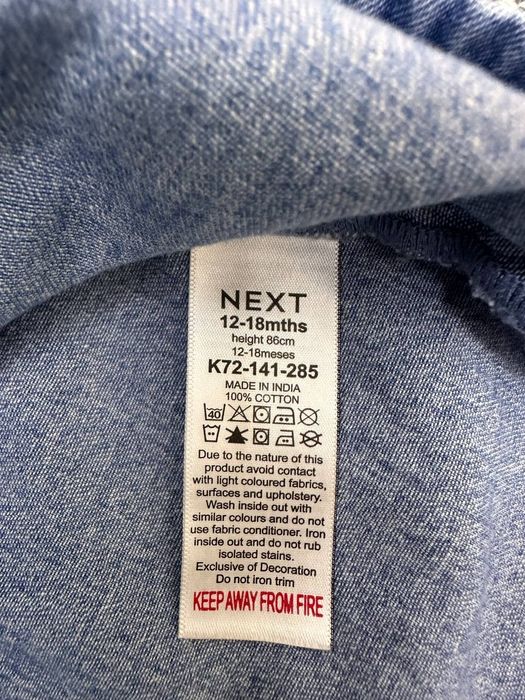 NEXT
12-18mths
height 86cm
12-18meses
K72-141-285
MADE IN INDIA
100% COTTON
40
Due to the nature of this
product avoid contact
with light coloured fabrics,
surfaces and upholstery.
Wash inside out with
similar colours and do not
use fabric conditioner. Iron
inside out and do not rub
isolated stains.
Exclusive of Decoration
Do not iron trim
KEEP AWAY FROM FIRE